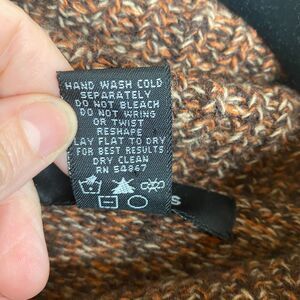 HAND WASH COLD
SEPARATELY
DO NOT BLEACH
DO NOT WRING
OR TWIST
RESHAPE
LAY FLAT TO DRY
FOR BEST RESULTS
DRY CLEAN
RN 54867
S